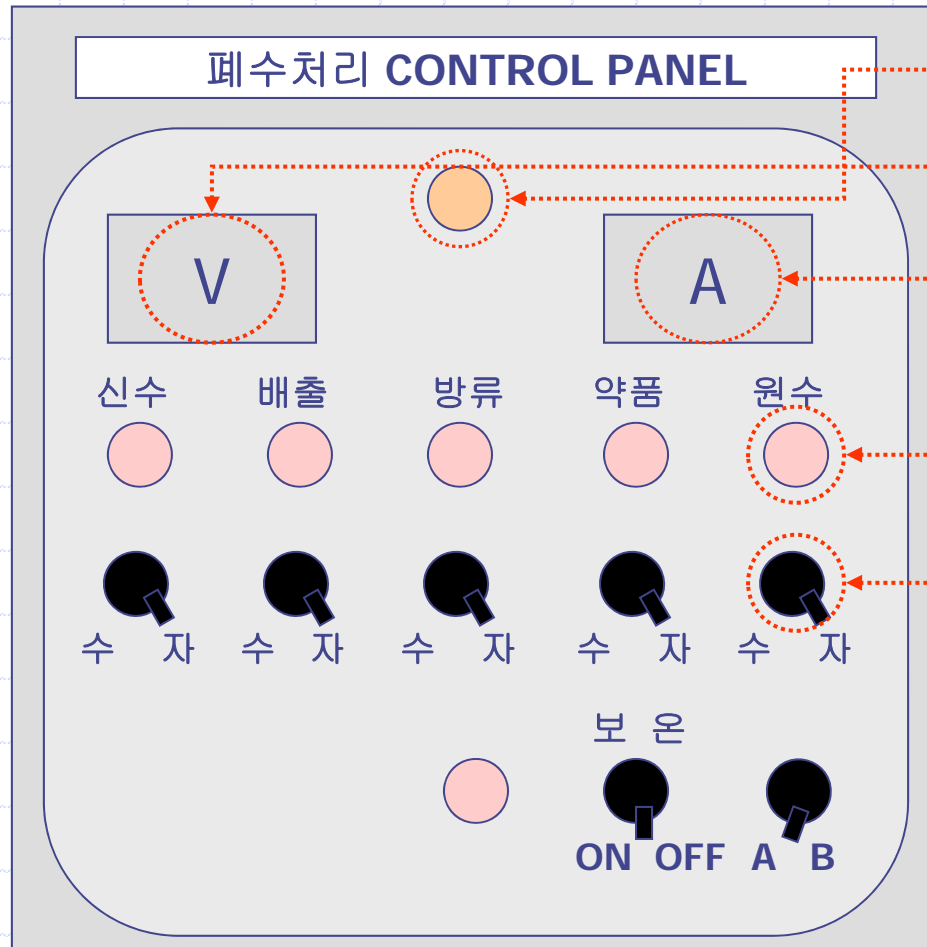 폐수처리 CONTROL PANEL
V A
신수 배출 방류 약품 원수
수 자 수 자 수 자 수 자 수 자
보 온
ON OFF A B